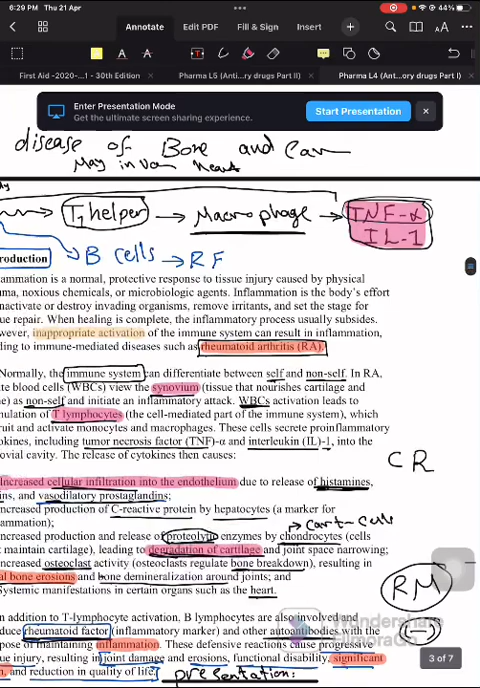 6:29 PM Thu 21 Apr
44%
Annotate Edit PDF Fill & Sign Insert
First Aid -2020-...1 - 30th Edition
Pharma L5 (Anti...ory drugs Part II)
Pharma L4 (Ant...ory drugs Part I)
Enter Presentation Mode
Get the ultimate screen sharing experience.
Start Presentation
disease of Bone and Car
May involve heart
T1 helper → Macrophage → TNF-α
IL-1
roduction
B cells → RF
ammation is a normal, protective response to tissue injury caused by physical
uma, noxious chemicals, or microbiologic agents. Inflammation is the body's effort
nactivate or destroy invading organisms, remove irritants, and set the stage for
ue repair. When healing is complete, the inflammatory process usually subsides.
wever, inappropriate activation of the immune system can result in inflammation,
ding to immune-mediated diseases such as rheumatoid arthritis (RA).
Normally, the immune system can differentiate between self and non-self. In RA,
ite blood cells (WBCs) view the synovium (tissue that nourishes cartilage and
e) as non-self and initiate an inflammatory attack. WBCs activation leads to
mulation of T lymphocytes (the cell-mediated part of the immune system), which
ruit and activate monocytes and macrophages. These cells secrete proinflammatory
okines, including tumor necrosis factor (TNF)-α and interleukin (IL)-1, into the
ovial cavity. The release of cytokines then causes:
CR
ncreased cellular infiltration into the endothelium due to release of histamines,
ins, and vasodilatory prostaglandins;
ncreased production of C-reactive protein by hepatocytes (a marker for
ammation);
→ Cart- Cells
ncreased production and release of proteolytic enzymes by chondrocytes (cells
t maintain cartilage), leading to degradation of cartilage and joint space narrowing;
ncreased osteoclast activity (osteoclasts regulate bone breakdown), resulting in
al bone erosions and bone demineralization around joints; and
ystemic manifestations in certain organs such as the heart.
RM
Wondershare
n addition to T-lymphocyte activation, B lymphocytes are also involved and
duce rheumatoid factor (inflammatory marker) and other autoantibodies with the
pose of maintaining inflammation. These defensive reactions cause progressive
ue injury, resulting in joint damage and erosions, functional disability, significant
n, and reduction in quality of life.
3 of 7
presentation: